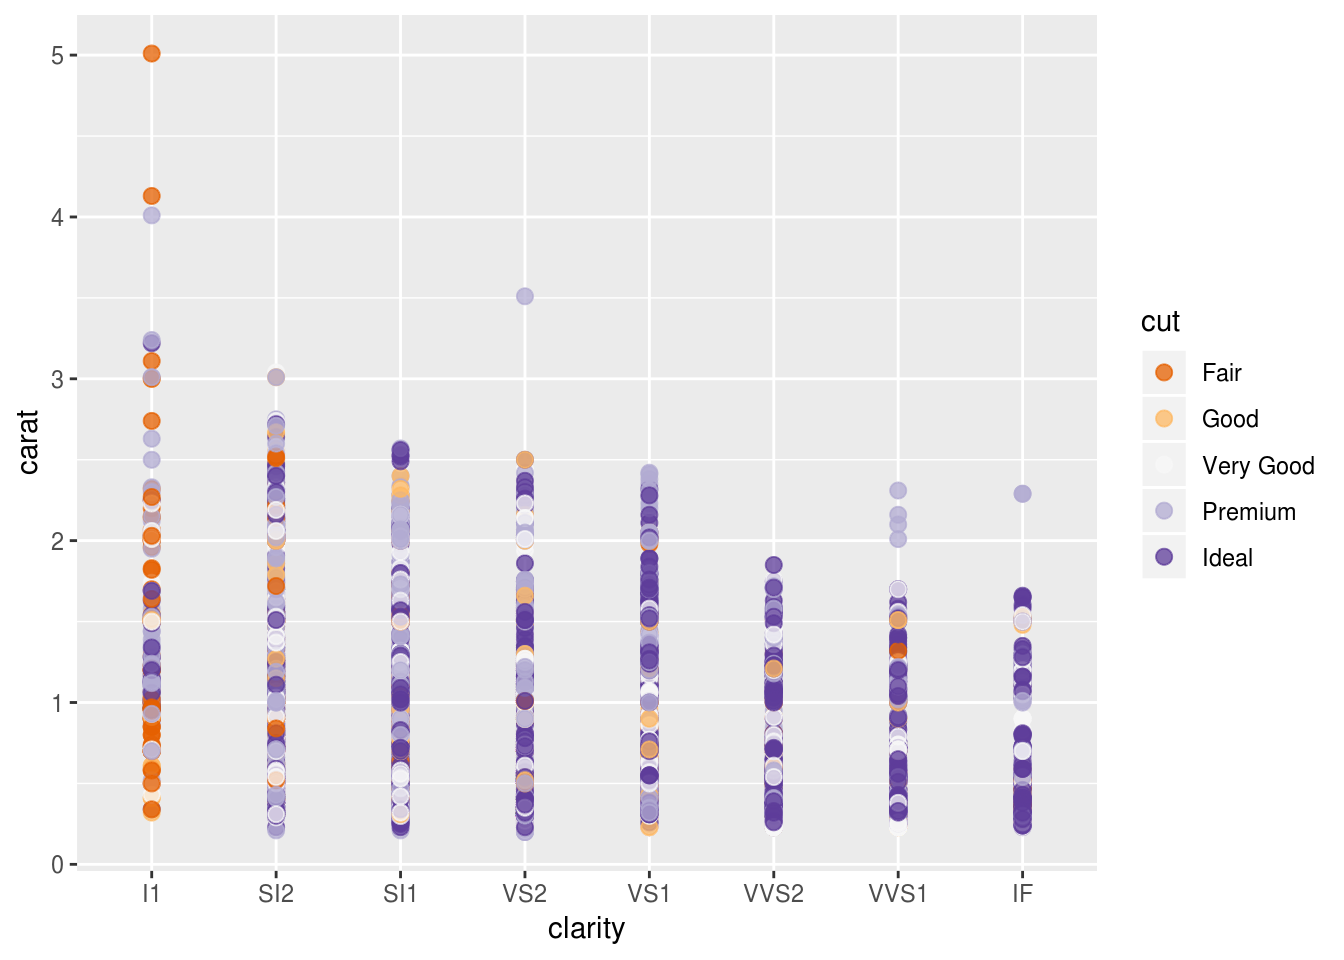 5
4
3
2
1
0
carat
I1 SI2 SI1 VS2 VS1 VVS2 VVS1 IF
clarity
cut
Fair
Good
Very Good
Premium
Ideal